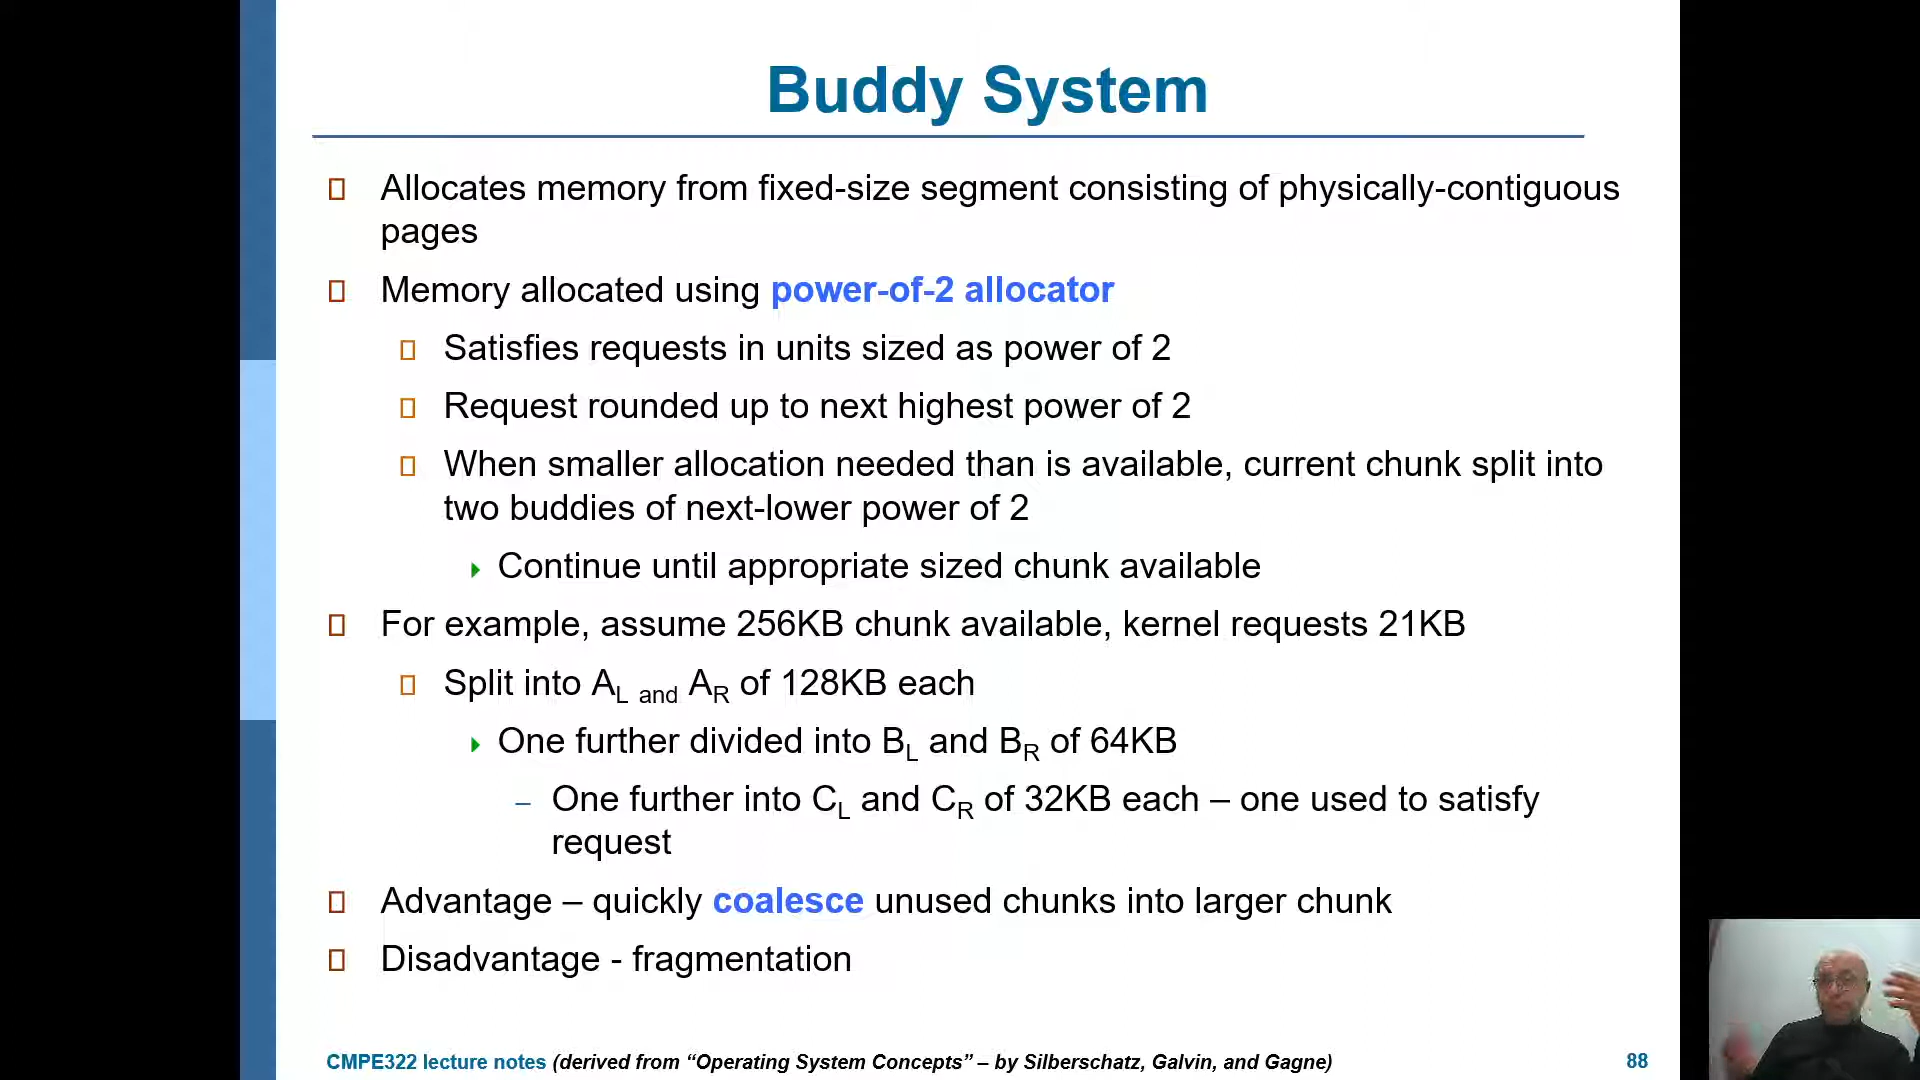 Buddy System
Allocates memory from fixed-size segment consisting of physically-contiguous
pages
Memory allocated using power-of-2 allocator
Satisfies requests in units sized as power of 2
Request rounded up to next highest power of 2
When smaller allocation needed than is available, current chunk split into
two buddies of next-lower power of 2
Continue until appropriate sized chunk available
For example, assume 256KB chunk available, kernel requests 21KB
Split into AL and AR of 128KB each
One further divided into BL and BR of 64KB
– One further into CL and CR of 32KB each – one used to satisfy
request
Advantage – quickly coalesce unused chunks into larger chunk
Disadvantage - fragmentation
CMPE322 lecture notes (derived from “Operating System Concepts” – by Silberschatz, Galvin, and Gagne)
88